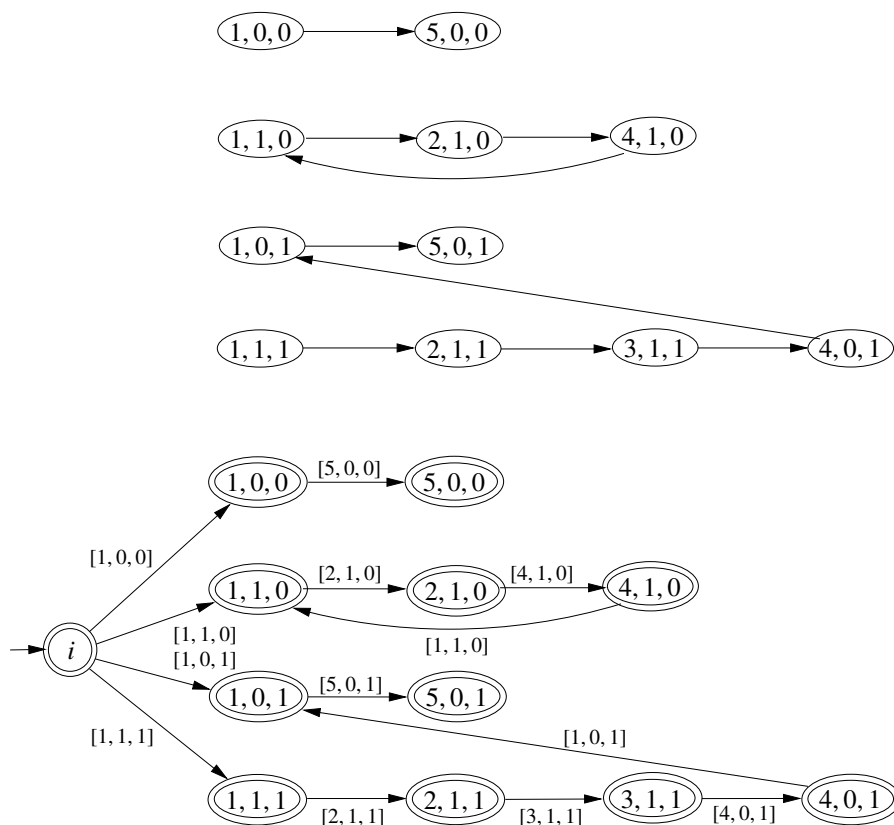 1, 0, 0 5, 0, 0
1, 1, 0 2, 1, 0 4, 1, 0
1, 0, 1 5, 0, 1
1, 1, 1 2, 1, 1 3, 1, 1 4, 0, 1
[5, 0, 0]
1, 0, 0 5, 0, 0
[1, 0, 0]
[2, 1, 0] [4, 1, 0]
1, 1, 0 2, 1, 0 4, 1, 0
[1, 1, 0] [1, 1, 0]
i
[1, 0, 1]
[5, 0, 1]
1, 0, 1 5, 0, 1
[1, 1, 1] [1, 0, 1]
1, 1, 1 2, 1, 1 3, 1, 1 4, 0, 1
[2, 1, 1] [3, 1, 1] [4, 0, 1]